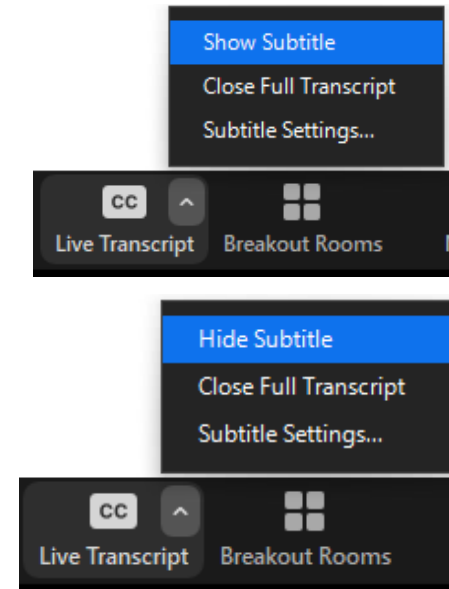 Show Subtitle
Close Full Transcript
Subtitle Settings...
CC
Live Transcript Breakout Rooms
Hide Subtitle
Close Full Transcript
Subtitle Settings...
CC
Live Transcript Breakout Rooms